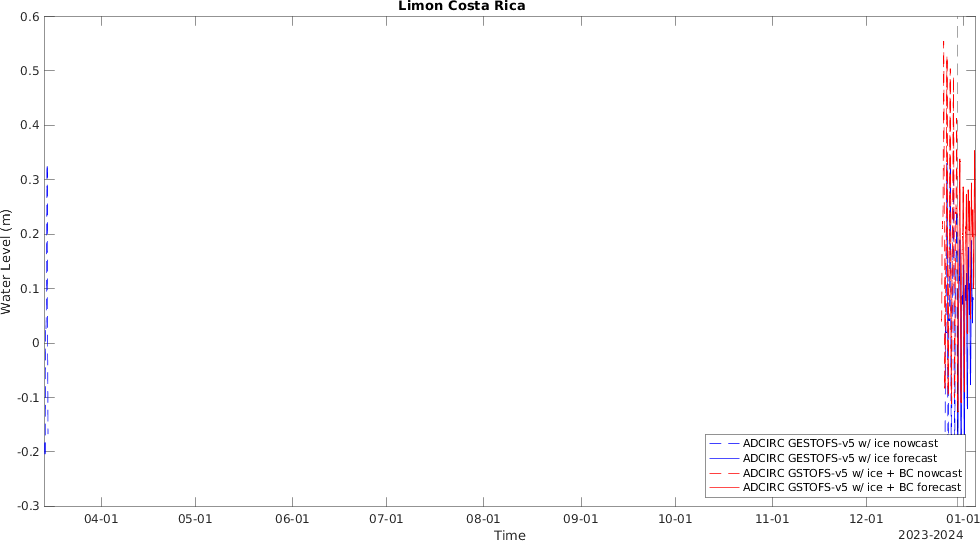 Limon Costa Rica
0.6
0.5
0.4
0.3
0.2
0.1
0
-0.1
-0.2
-0.3
Water Level (m)
04-01 05-01 06-01 07-01 08-01 09-01 10-01 11-01 12-01 01-01
Time
2023-2024
ADCIRC GESTOFS-v5 w/ ice nowcast
ADCIRC GESTOFS-v5 w/ ice forecast
ADCIRC GSTOFS-v5 w/ ice + BC nowcast
ADCIRC GSTOFS-v5 w/ ice + BC forecast